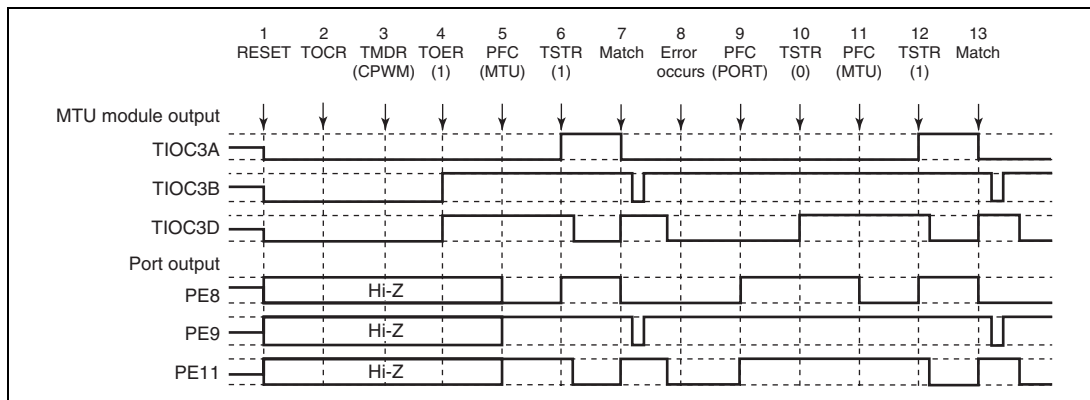 1 2 3 4 5 6 7 8 9 10 11 12 13
RESET TOCR TMDR TOER PFC TSTR Match Error PFC TSTR PFC TSTR Match
(CPWM) (1) (MTU) (1) occurs (PORT) (0) (MTU) (1)
MTU module output
TIOC3A
TIOC3B
TIOC3D
Port output
PE8 Hi-Z
PE9 Hi-Z
PE11 Hi-Z